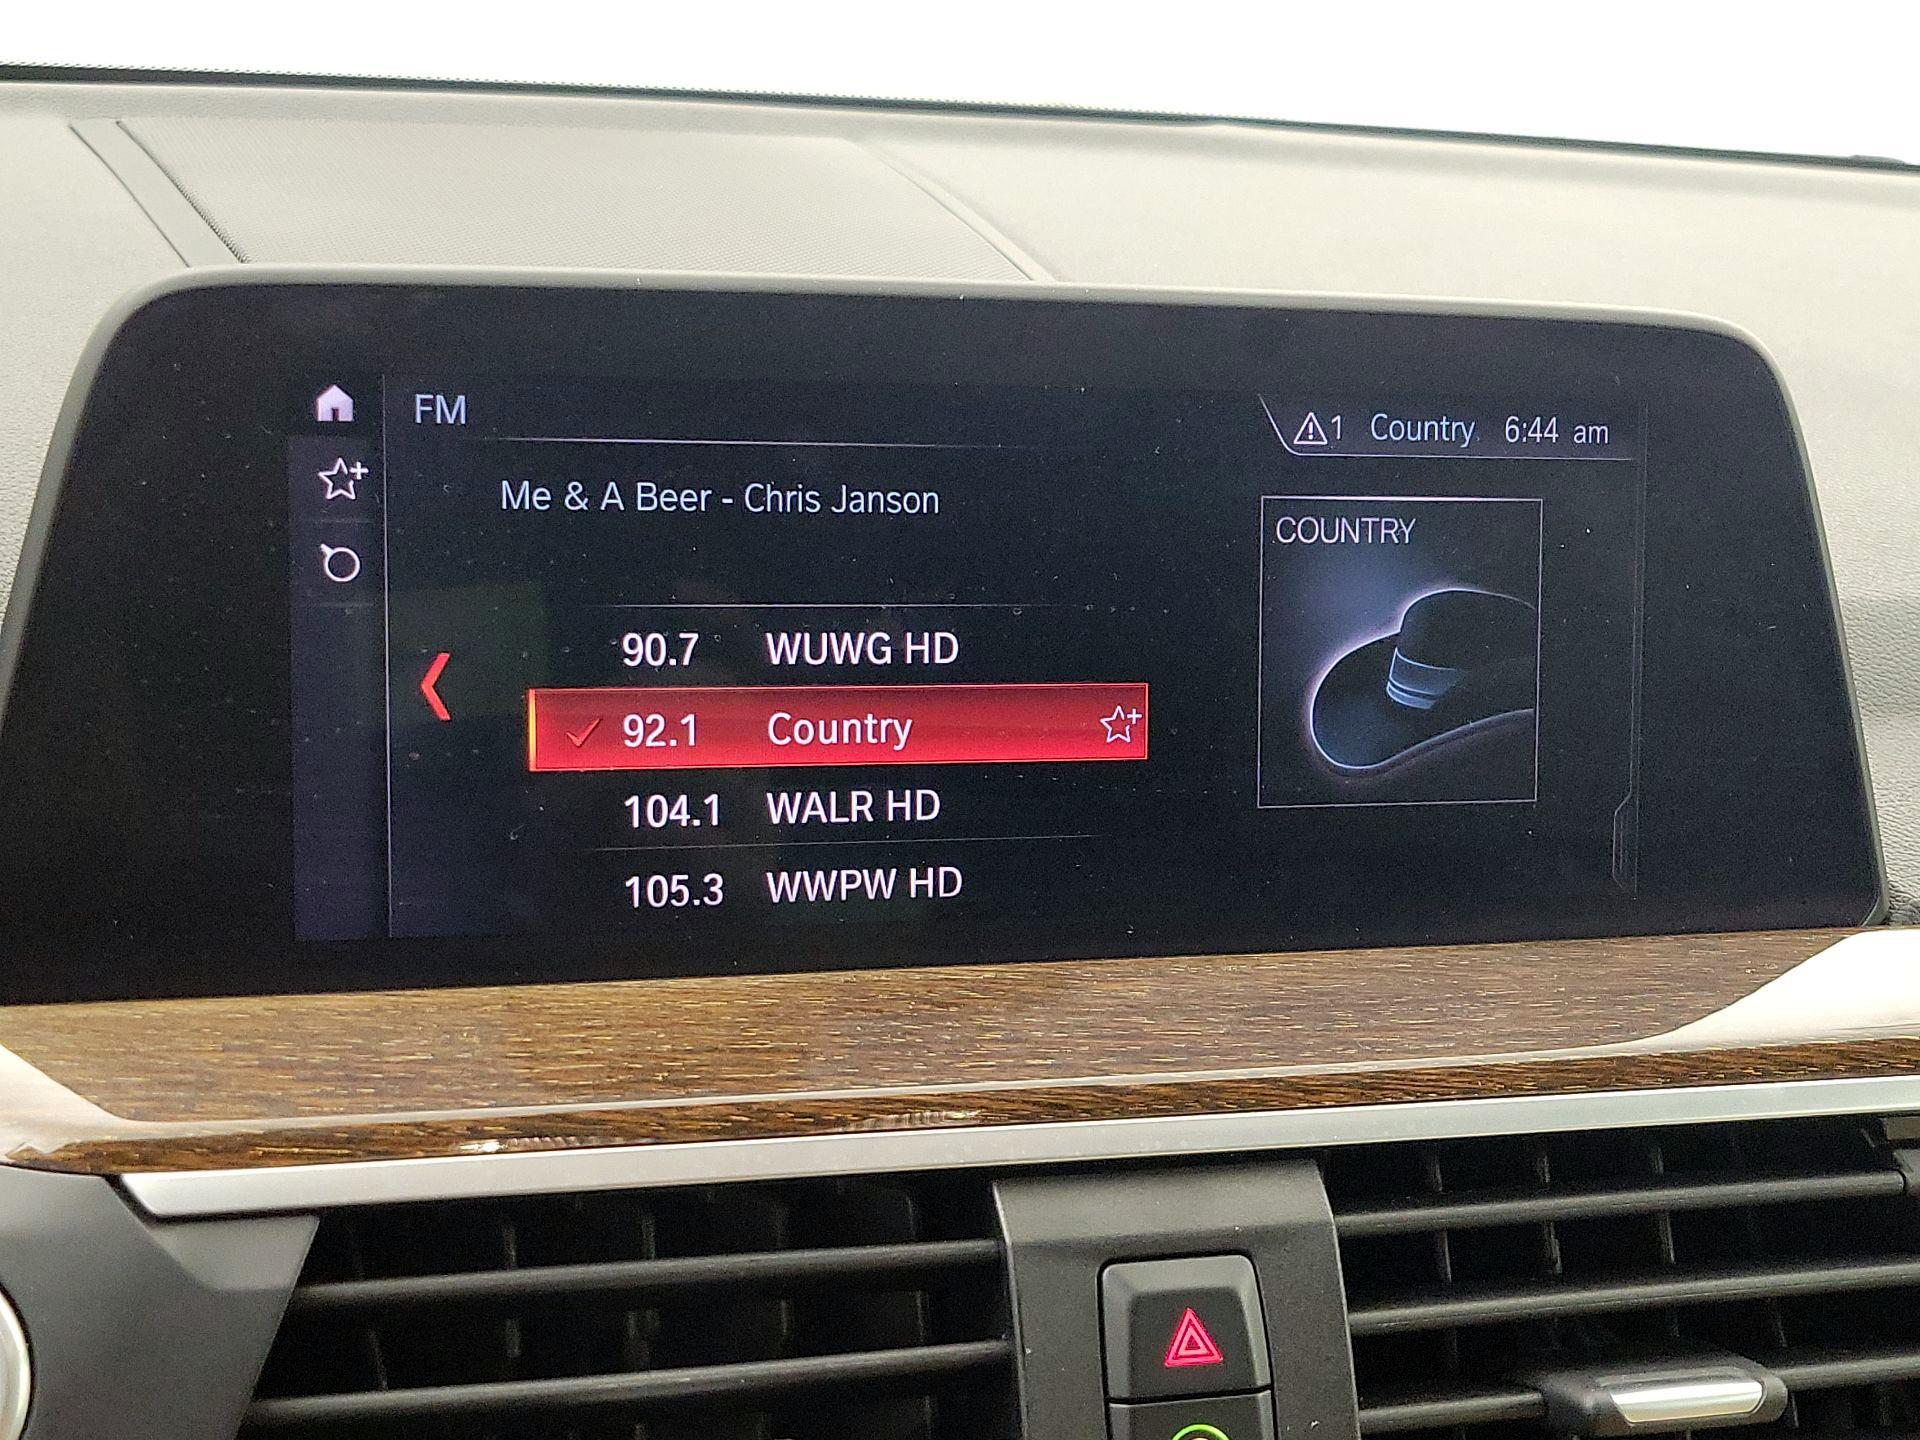 FM
1 Country 6:44 am
Me & A Beer - Chris Janson
COUNTRY
90.7 WUWG HD
92.1 Country
104.1 WALR HD
105.3 WWPW HD